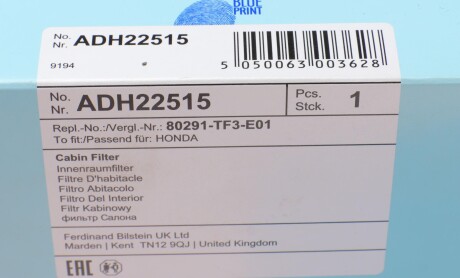 BLUE
PRINT
No.
Nr. ADH22515
9194
5 050063 003628
No.
Nr. ADH22515
Pcs.
Stck. 1
Repl.-No.:/Vergl.-Nr.: 80291-TF3-E01
To fit:/Passend für: HONDA
Cabin Filter
Innenraumfilter
Filtre D'habitacle
Filtro Abitacolo
Filtro Del Interior
Filtr Kabinowy
фильтр Салона
Ferdinand Bilstein UK Ltd
Marden | Kent TN12 9QJ | United Kingdom
EAC